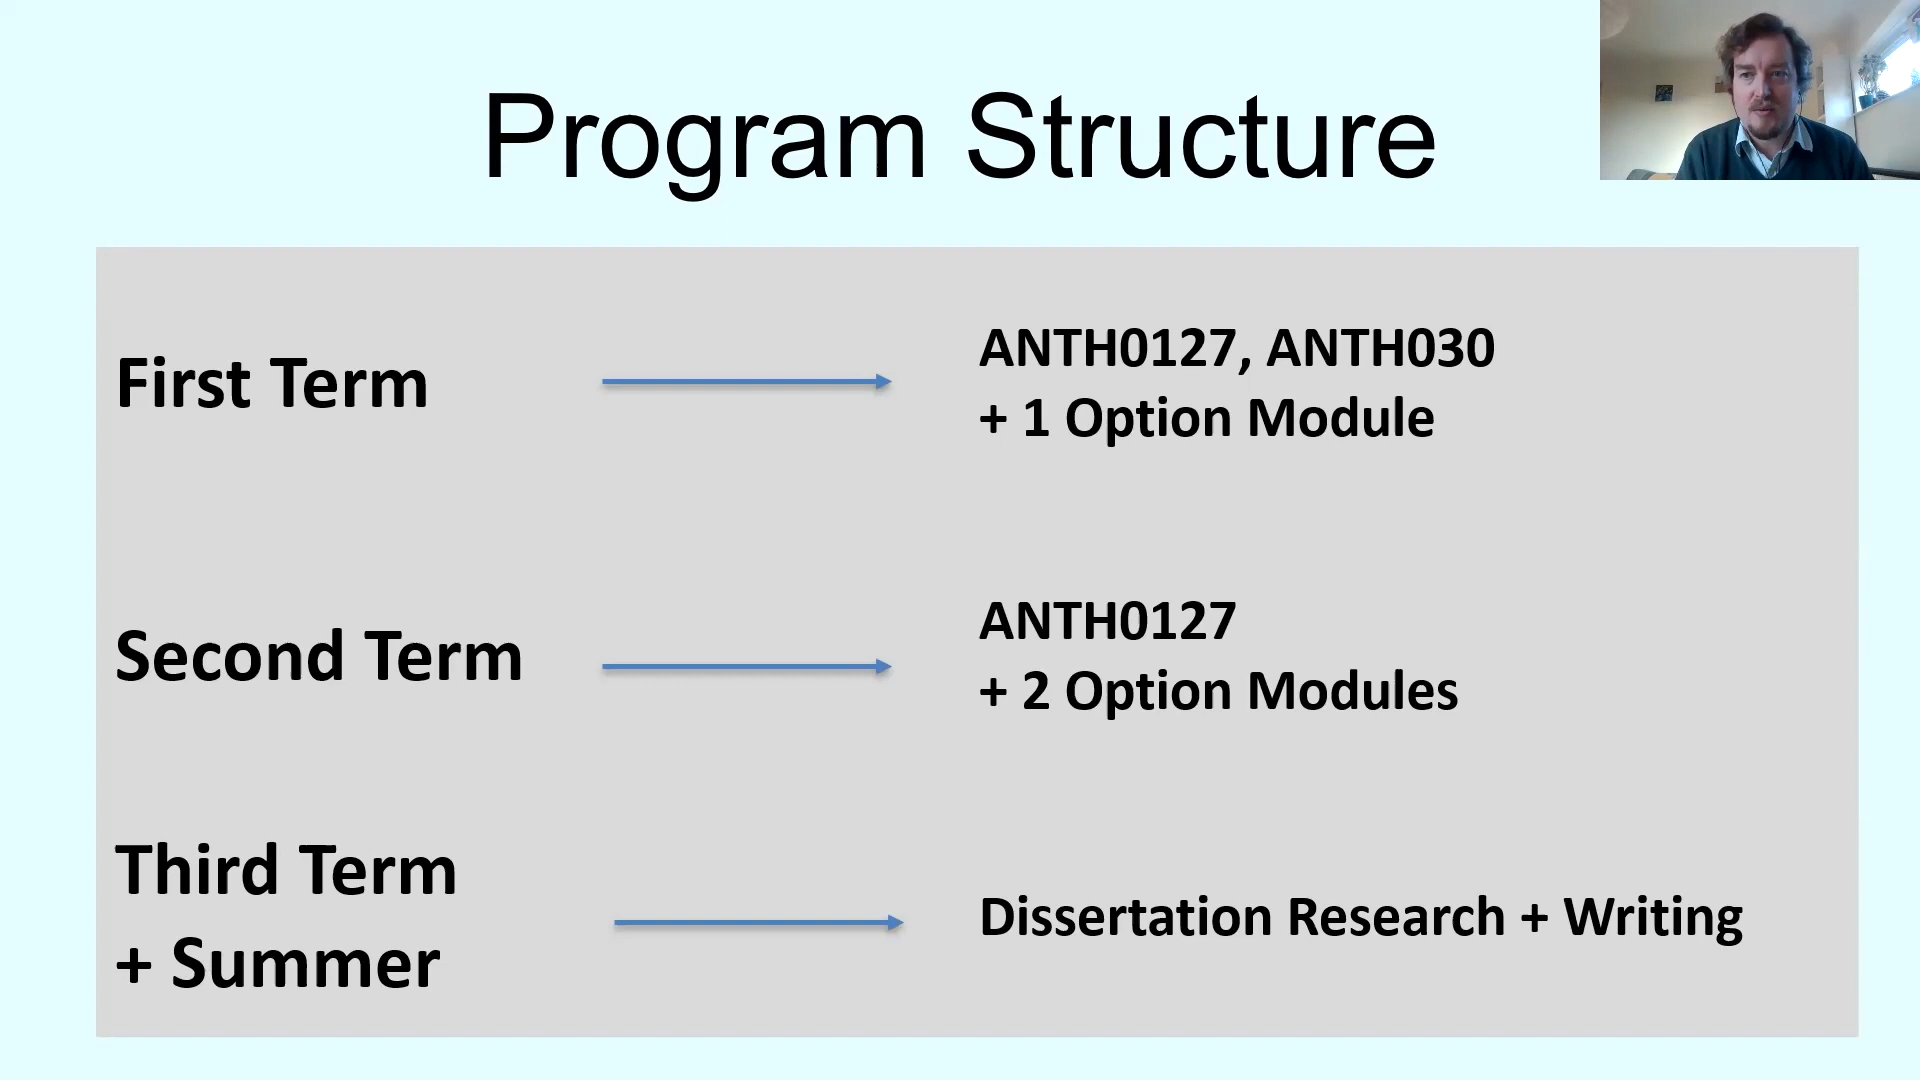 Program Structure
First Term
ANTH0127, ANTH030
+ 1 Option Module
Second Term
ANTH0127
+ 2 Option Modules
Third Term
+ Summer
Dissertation Research + Writing